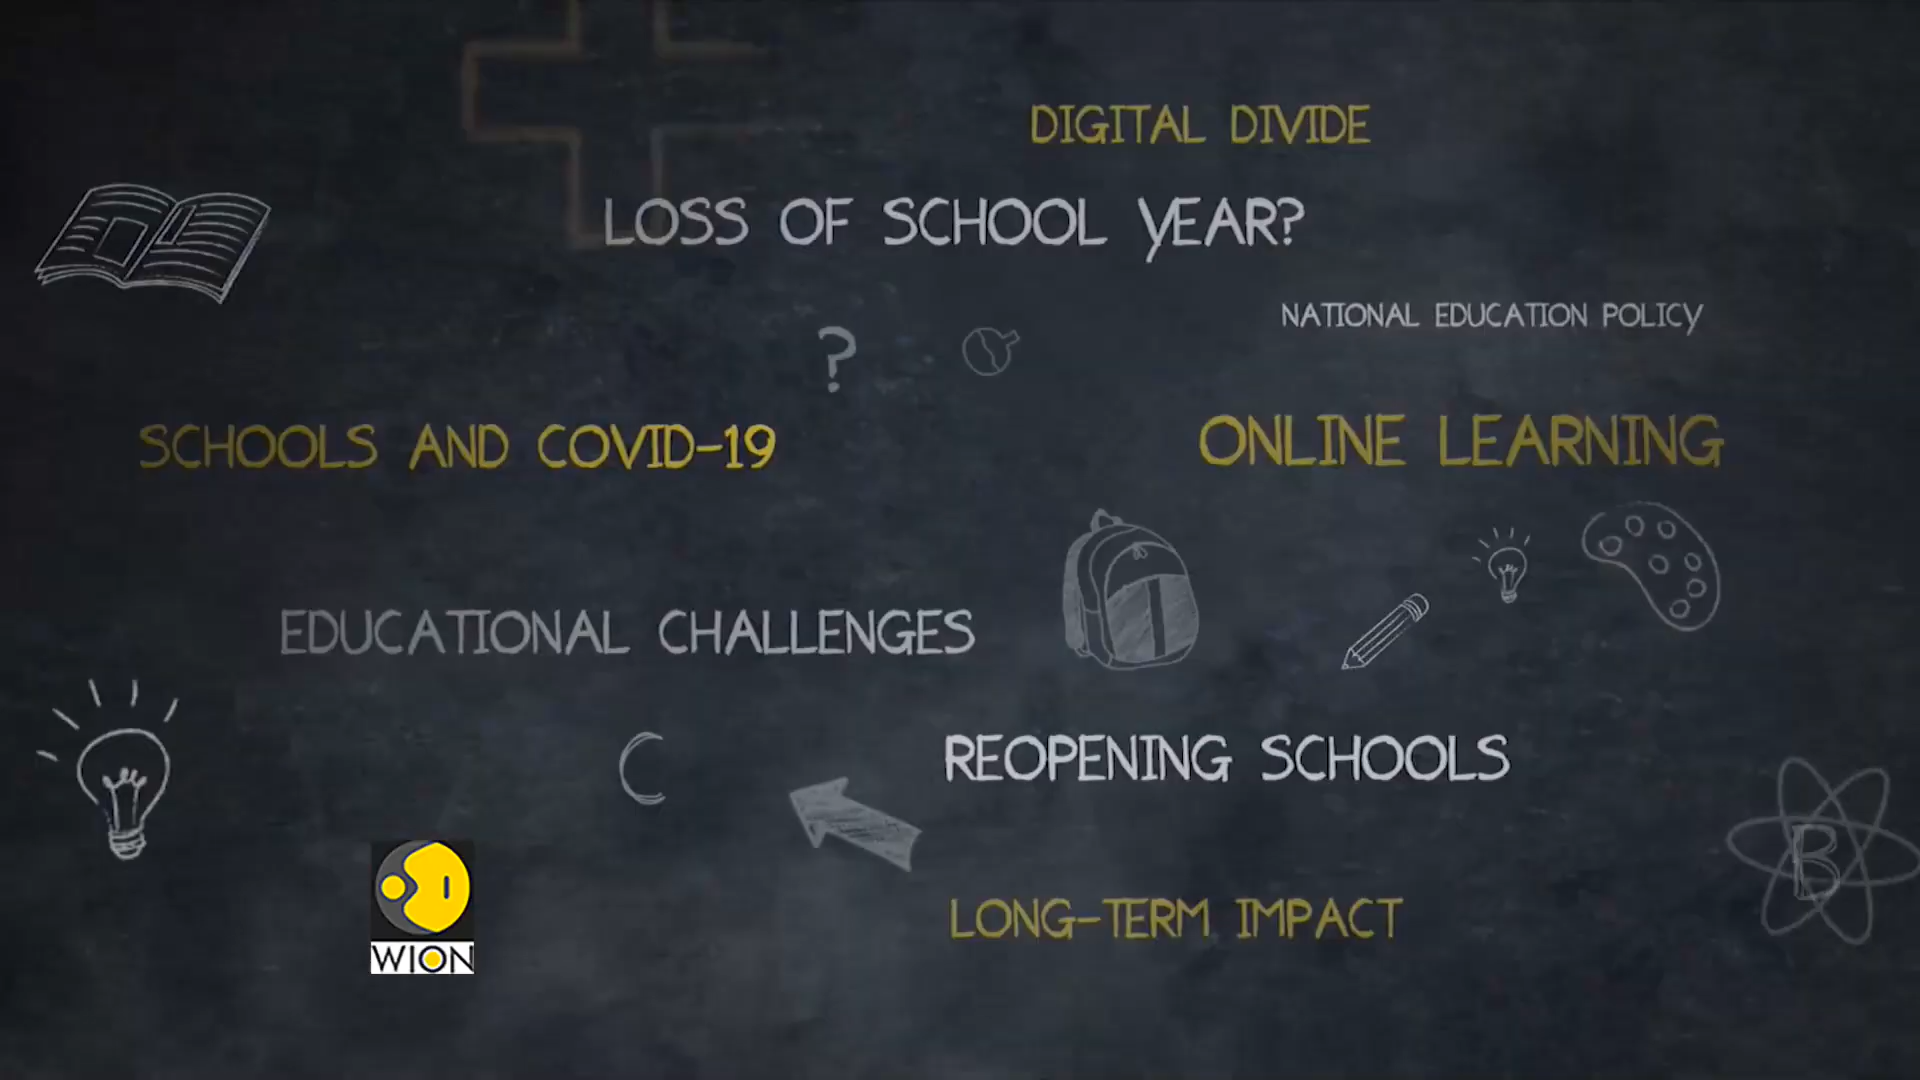 DIGITAL DIVIDE
LOSS OF SCHOOL YEAR?
NATIONAL EDUCATION POLICY
?
SCHOOLS AND COVID-19
ONLINE LEARNING
EDUCATIONAL CHALLENGES
C
REOPENING SCHOOLS
B
LONG-TERM IMPACT
WION